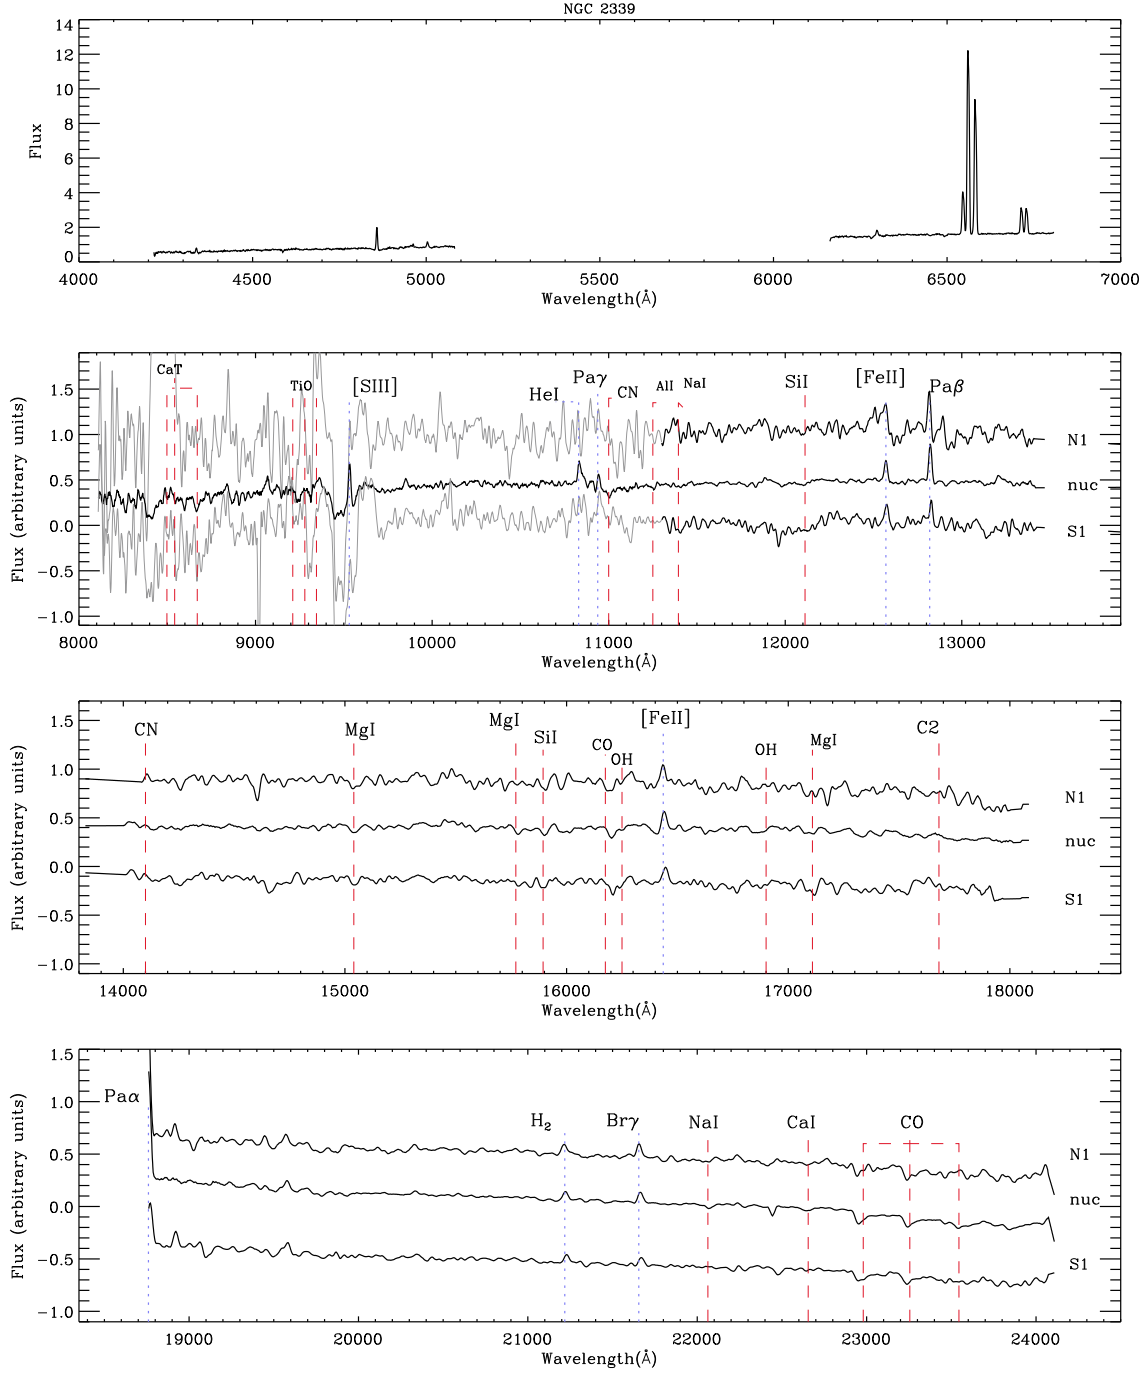 NGC 2339
14
12
10
8
6
4
2
0
Flux
4000 4500 5000 5500 6000 6500 7000
Wavelength(Å)
CaT TiO [SIII] HeI Paγ CN AlI NaI SiI [FeII] Paβ
1.5
1.0
0.5
0.0
−0.5
−1.0
Flux (arbitrary units)
N1
nuc
S1
8000 9000 10000 11000 12000 13000
Wavelength(Å)
CN MgI MgI SiI CO OH [FeII] OH MgI C2
1.5
1.0
0.5
0.0
−0.5
−1.0
Flux (arbitrary units)
N1
nuc
S1
14000 15000 16000 17000 18000
Wavelength(Å)
Paα H2 Brγ NaI CaI CO
1.5
1.0
0.5
0.0
−0.5
−1.0
Flux (arbitrary units)
N1
nuc
S1
19000 20000 21000 22000 23000 24000
Wavelength(Å)